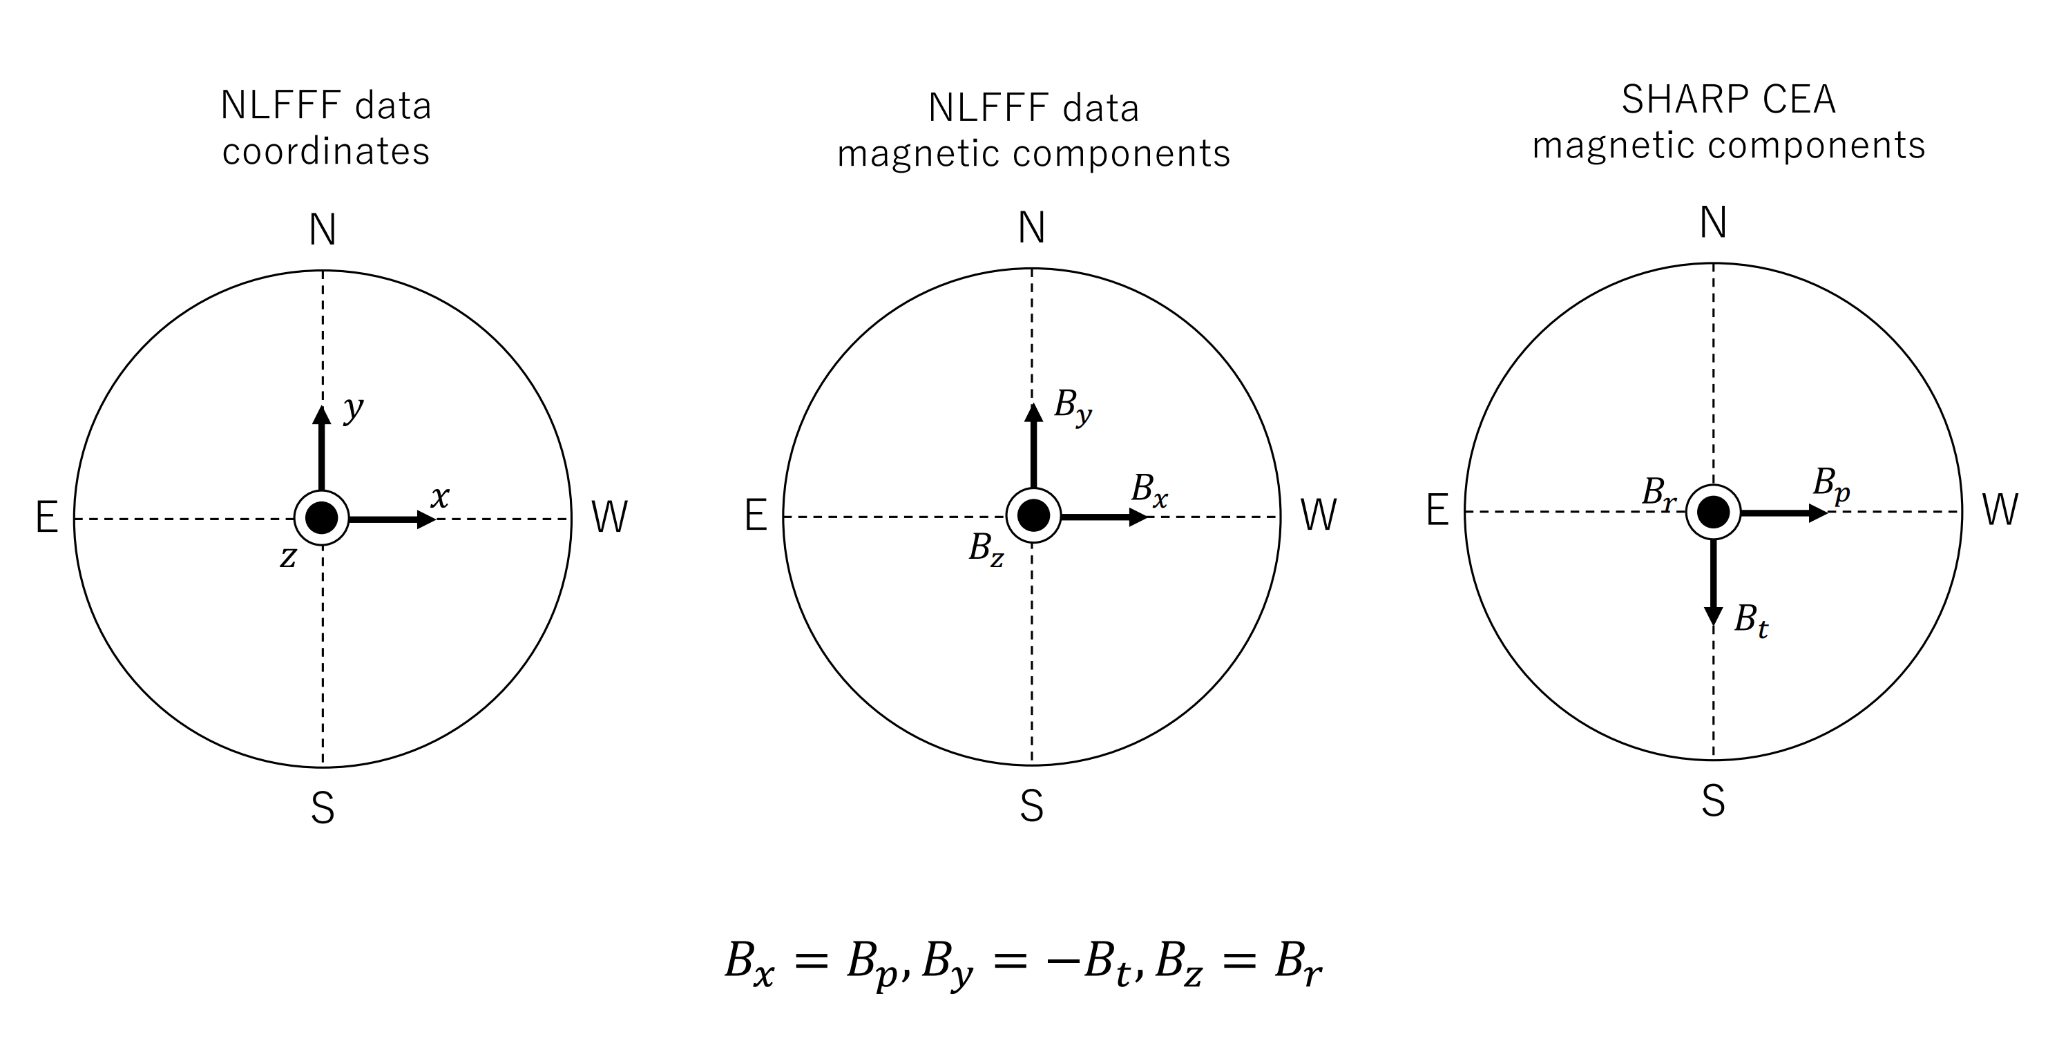 NLFFF data
coordinates
N
y
x
E
W
z
S
NLFFF data
magnetic components
N
B_y
B_x
E
W
B_z
S
SHARP CEA
magnetic components
N
B_r
B_p
E
W
B_t
S
B_x = B_p, B_y = −B_t, B_z = B_r